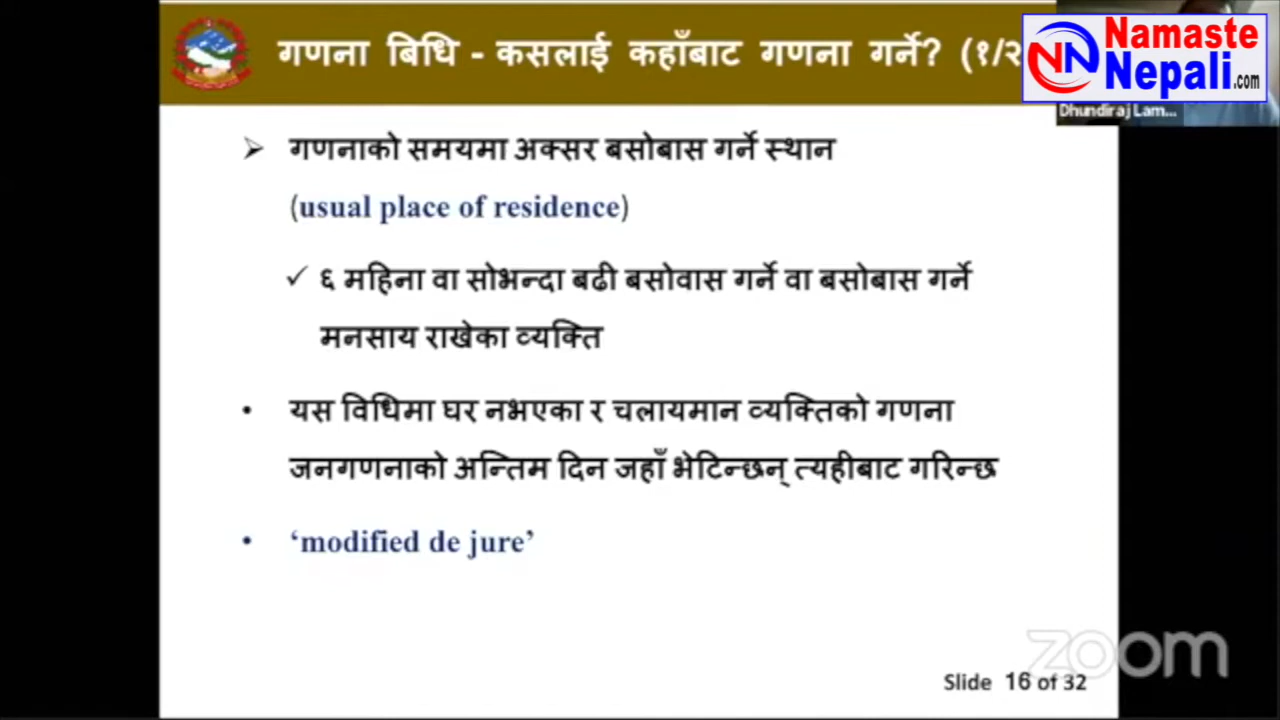 गणना बिधि - कसलाई कहाँबाट गणना गर्ने? (१/२
Namaste
Nepali.com
Dhundiraj Lam...
गणनाको समयमा अक्सर बसोबास गर्ने स्थान
(usual place of residence)
६ महिना वा सोभन्दा बढी बसोवास गर्ने वा बसोबास गर्ने
मनसाय राखेका व्यक्ति
यस विधिमा घर नभएका र चलायमान व्यक्तिको गणना
जनगणनाको अन्तिम दिन जहाँ भेटिन्छन् त्यहीबाट गरिन्छ
‘modified de jure’
zoom
Slide 16 of 32